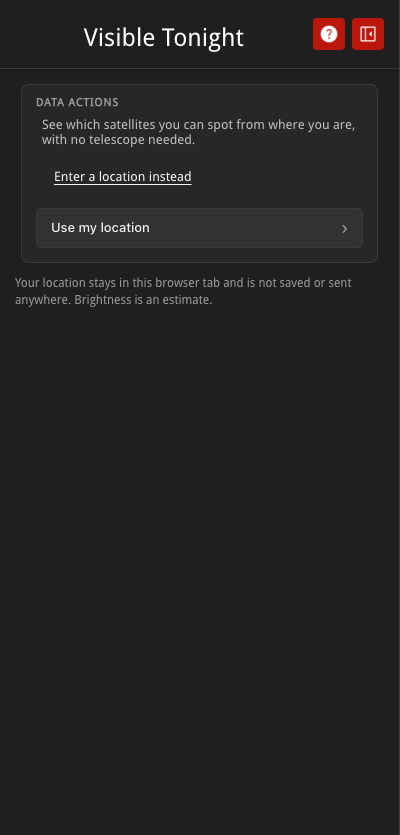 Visible Tonight
DATA ACTIONS
See which satellites you can spot from where you are,
with no telescope needed.
Enter a location instead
Use my location
Your location stays in this browser tab and is not saved or sent
anywhere. Brightness is an estimate.